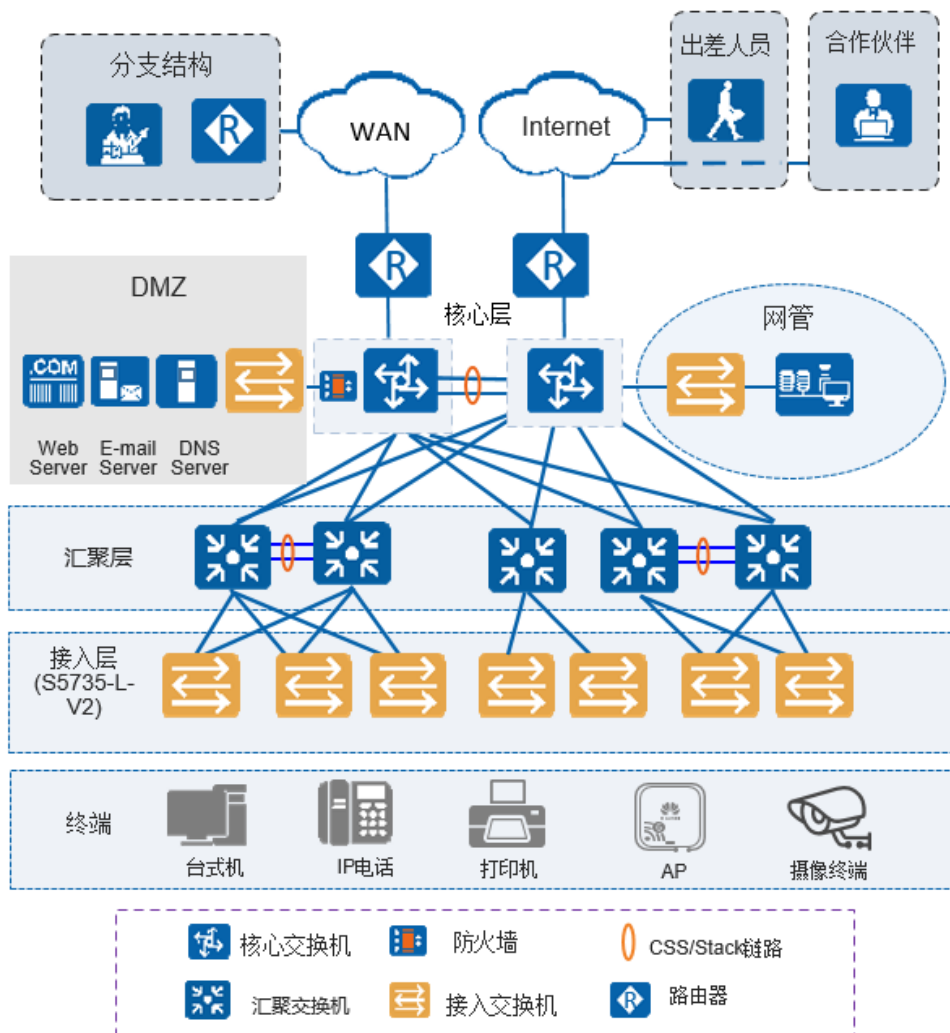 分支结构
WAN
Internet
出差人员
合作伙伴
R
R
R
DMZ
核心层
网管
.COM
Web
Server
E-mail
Server
DNS
Server
汇聚层
接入层
(S5735-L-
V2)
终端
台式机
IP电话
打印机
AP
摄像终端
核心交换机
防火墙
CSS/Stack链路
汇聚交换机
接入交换机
R
路由器